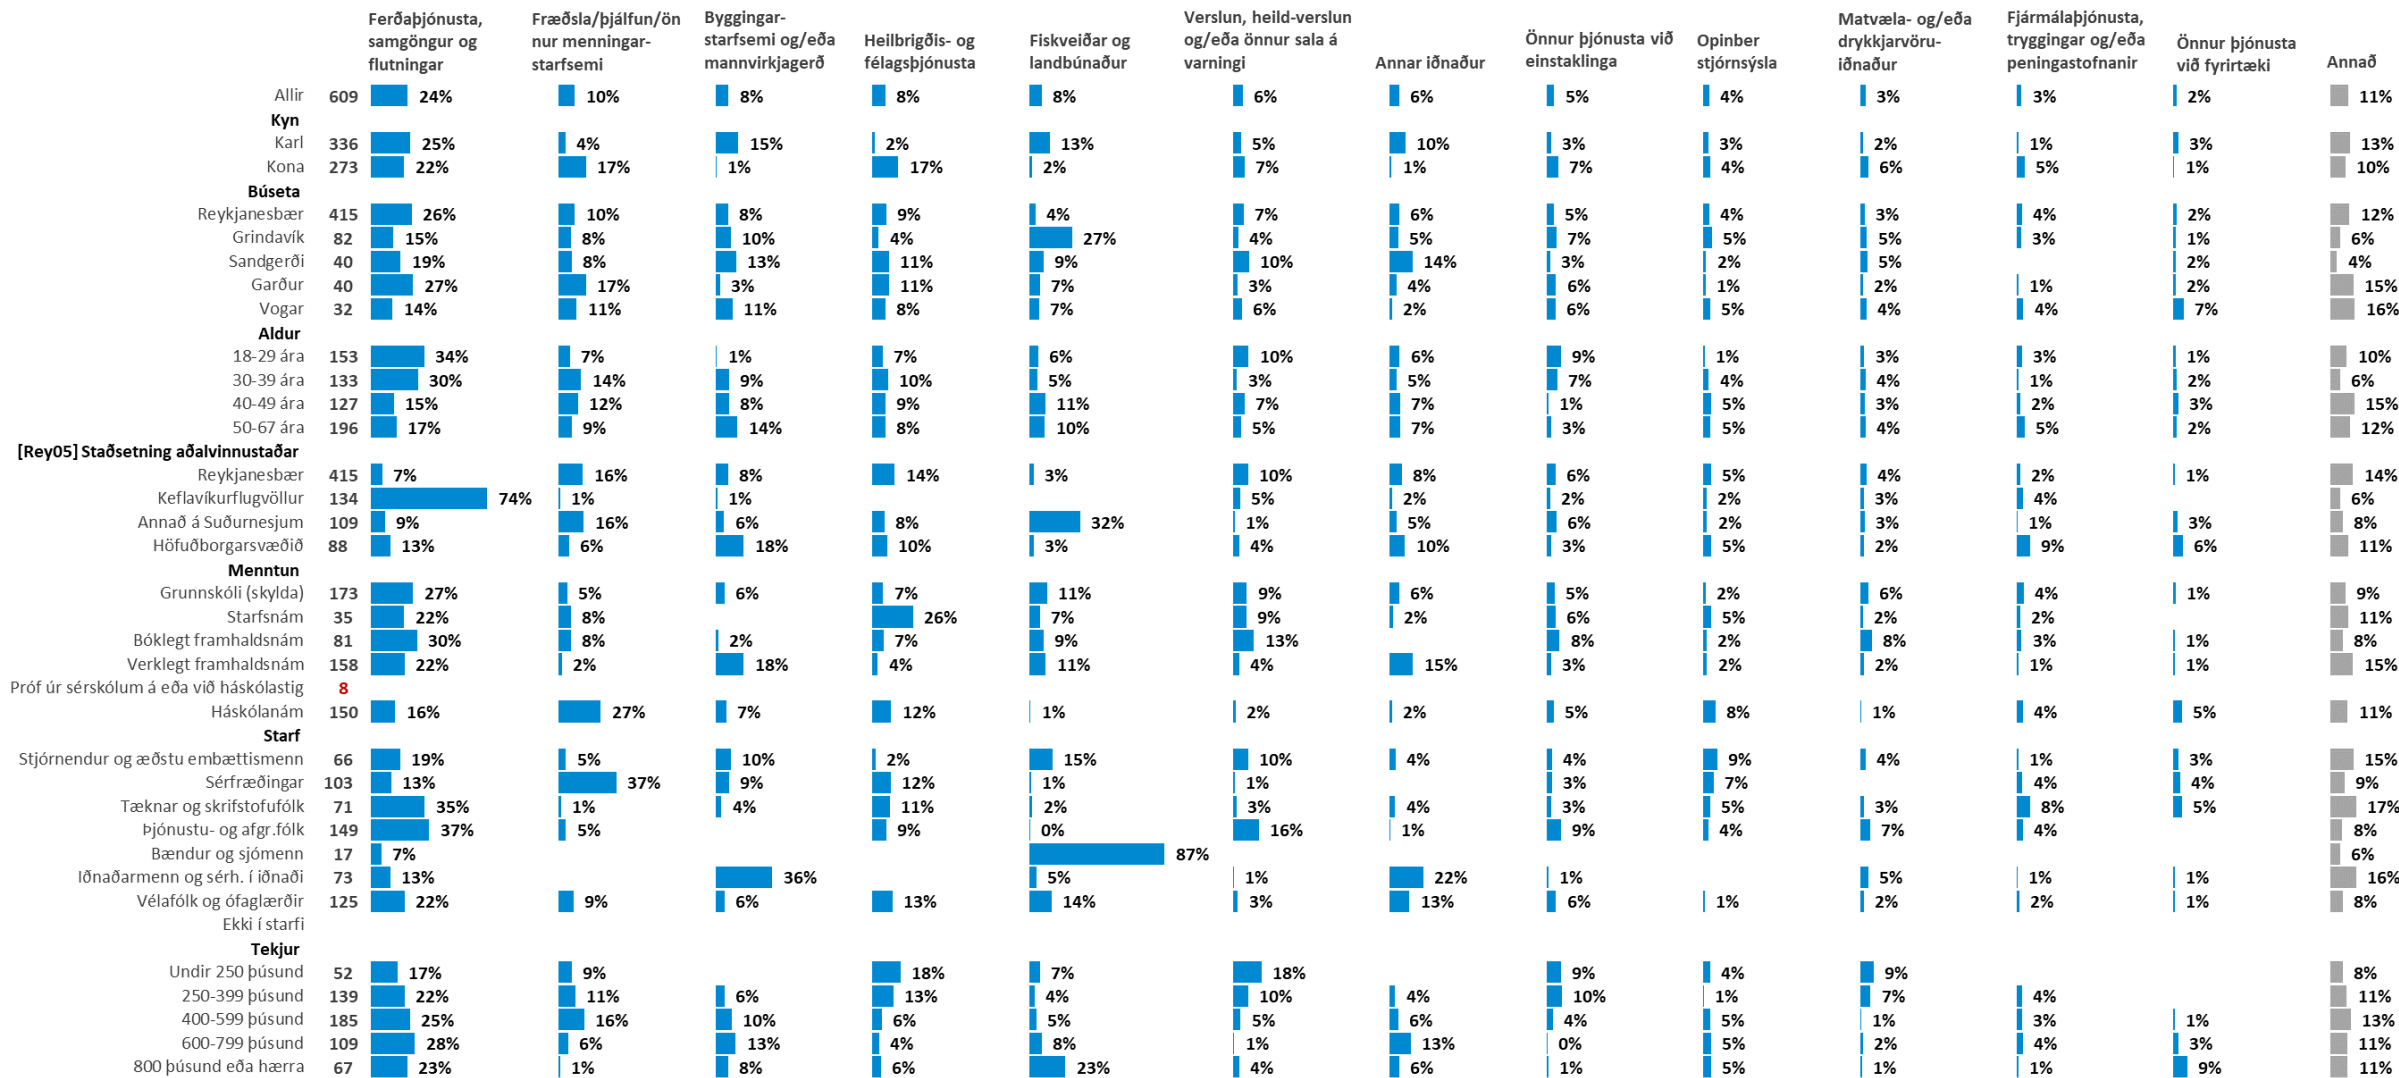 Ferðaþjónusta, samgöngur og flutningar
Fræðsla/þjálfun/ön nur menningar- starfsemi
Byggingar- starfsemi og/eða mannvirkjagerð
Heilbrigðis- og félagsþjónusta
Fiskveiðar og landbúnaður
Verslun, heild-verslun og/eða önnur sala á varningi
Annar iðnaður
Önnur þjónusta við einstaklinga
Opinber stjórnsýsla
Matvæla- og/eða drykkjarvöru- iðnaður
Fjármálaþjónusta, tryggingar og/eða peningastofnanir
Önnur þjónusta við fyrirtæki
Annað
Allir 609 24% 10% 8% 8% 8% 6% 6% 5% 4% 3% 3% 2% 11%
Kyn
Karl 336 25% 4% 15% 2% 13% 5% 10% 3% 3% 2% 1% 3% 13%
Kona 273 22% 17% 1% 17% 2% 7% 1% 7% 4% 6% 5% 1% 10%
Búseta
Reykjanesbær 415 26% 10% 8% 9% 4% 7% 6% 5% 4% 3% 4% 2% 12%
Grindavík 82 15% 8% 10% 4% 27% 4% 5% 7% 5% 5% 3% 1% 6%
Sandgerði 40 19% 8% 13% 11% 9% 10% 14% 3% 2% 5% 2% 4%
Garður 40 27% 17% 3% 11% 7% 3% 4% 6% 1% 2% 1% 2% 15%
Vogar 32 14% 11% 11% 8% 7% 6% 2% 6% 5% 4% 4% 7% 16%
Aldur
18-29 ára 153 34% 7% 1% 7% 6% 10% 6% 9% 1% 3% 3% 1% 10%
30-39 ára 133 30% 14% 9% 10% 5% 3% 5% 7% 4% 4% 1% 2% 6%
40-49 ára 127 15% 12% 8% 9% 11% 7% 7% 1% 5% 3% 2% 3% 15%
50-67 ára 196 17% 9% 14% 8% 10% 5% 7% 3% 5% 4% 5% 2% 12%
[Rey05] Staðsetning aðalvinnustaðar
Reykjanesbær 415 7% 16% 8% 14% 3% 10% 8% 6% 5% 4% 2% 1% 14%
Keflavíkurflugvöllur 134 74% 1% 1% 5% 2% 2% 2% 3% 4% 6%
Annað á Suðurnesjum 109 9% 16% 6% 8% 32% 1% 5% 6% 2% 3% 1% 3% 8%
Höfuðborgarsvæðið 88 13% 6% 18% 10% 3% 4% 10% 3% 5% 2% 9% 6% 11%
Menntun
Grunnskóli (skylda) 173 27% 5% 6% 7% 11% 9% 6% 5% 2% 6% 4% 1% 9%
Starfsnám 35 22% 8% 26% 7% 9% 2% 6% 5% 2% 2% 11%
Bóklegt framhaldsnám 81 30% 8% 2% 7% 9% 13% 8% 2% 8% 3% 1% 8%
Verklegt framhaldsnám 158 22% 2% 18% 4% 11% 4% 15% 3% 2% 2% 1% 1% 15%
Próf úr sérskólum á eða við háskólastig 8
Háskólanám 150 16% 27% 7% 12% 1% 2% 2% 5% 8% 1% 4% 5% 11%
Starf
Stjórnendur og æðstu embættismenn 66 19% 5% 10% 2% 15% 10% 4% 4% 9% 4% 1% 3% 15%
Sérfræðingar 103 13% 37% 9% 12% 1% 1% 3% 7% 4% 4% 9%
Tæknar og skrifstofufólk 71 35% 1% 4% 11% 2% 3% 4% 3% 5% 3% 8% 5% 17%
Þjónustu- og afgr.fólk 149 37% 5% 9% 0% 16% 1% 9% 4% 7% 4% 8%
Bændur og sjómenn 17 7% 87% 6%
Iðnaðarmenn og sérh. í iðnaði 73 13% 36% 5% 1% 22% 1% 5% 1% 1% 16%
Vélafólk og ófaglærðir 125 22% 9% 6% 13% 14% 3% 13% 6% 1% 2% 2% 1% 8%
Ekki í starfi
Tekjur
Undir 250 þúsund 52 17% 9% 18% 7% 18% 9% 4% 9% 8%
250-399 þúsund 139 22% 11% 6% 13% 4% 10% 4% 10% 1% 7% 4% 11%
400-599 þúsund 185 25% 16% 10% 6% 5% 5% 6% 4% 5% 1% 3% 1% 13%
600-799 þúsund 109 28% 6% 13% 4% 8% 1% 13% 0% 5% 2% 4% 3% 11%
800 þúsund eða hærra 67 23% 1% 8% 6% 23% 4% 6% 1% 5% 1% 1% 9% 11%